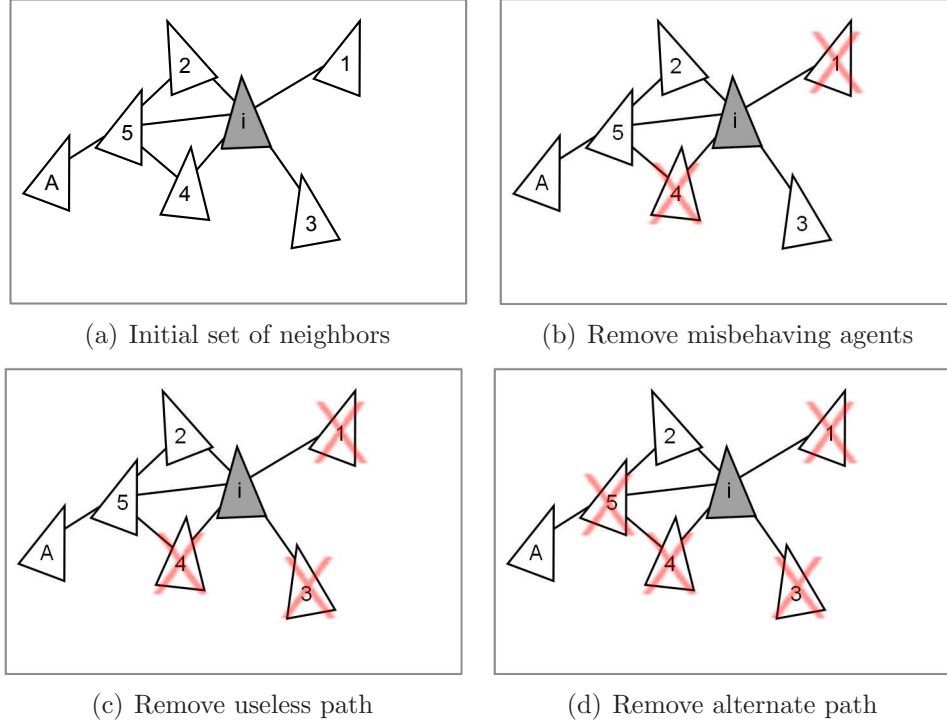 2
1
i
5
A
4
3
2
1
i
5
A
4
3
(a) Initial set of neighbors
(b) Remove misbehaving agents
2
1
i
5
A
4
3
2
1
i
5
A
4
3
(c) Remove useless path
(d) Remove alternate path